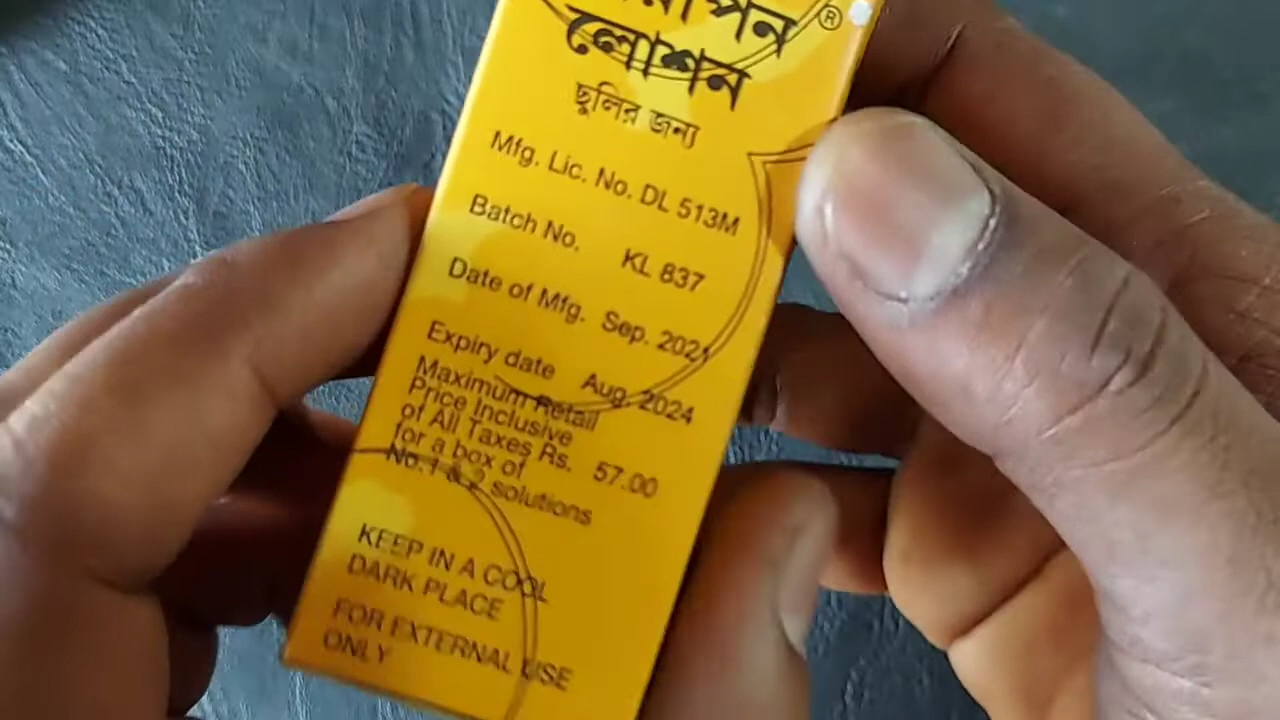 ®
লোশন
ছুলির জন্য
Mfg. Lic. No. DL 513M
Batch No. KL 837
Date of Mfg. Sep. 2021
Expiry date Aug. 2024
Maximum Retail
Price Inclusive
of All Taxes Rs. 57.00
for a box of
No. 1 & 2 solutions
KEEP IN A COOL
DARK PLACE
FOR EXTERNAL USE
ONLY